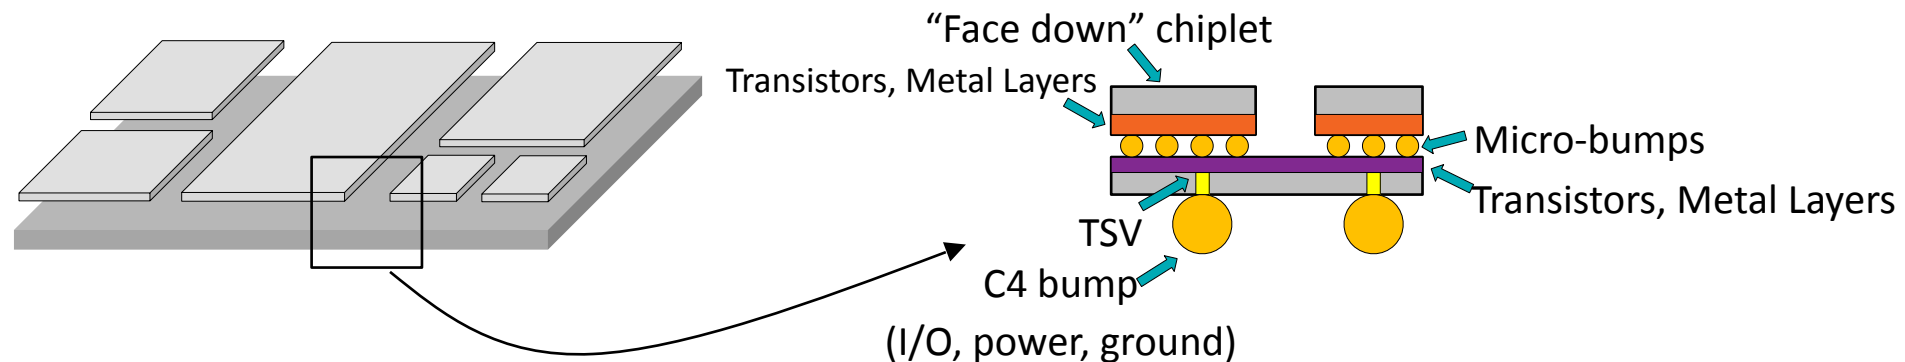 “Face down” chiplet
Transistors, Metal Layers
Micro-bumps
Transistors, Metal Layers
TSV
C4 bump
(I/O, power, ground)